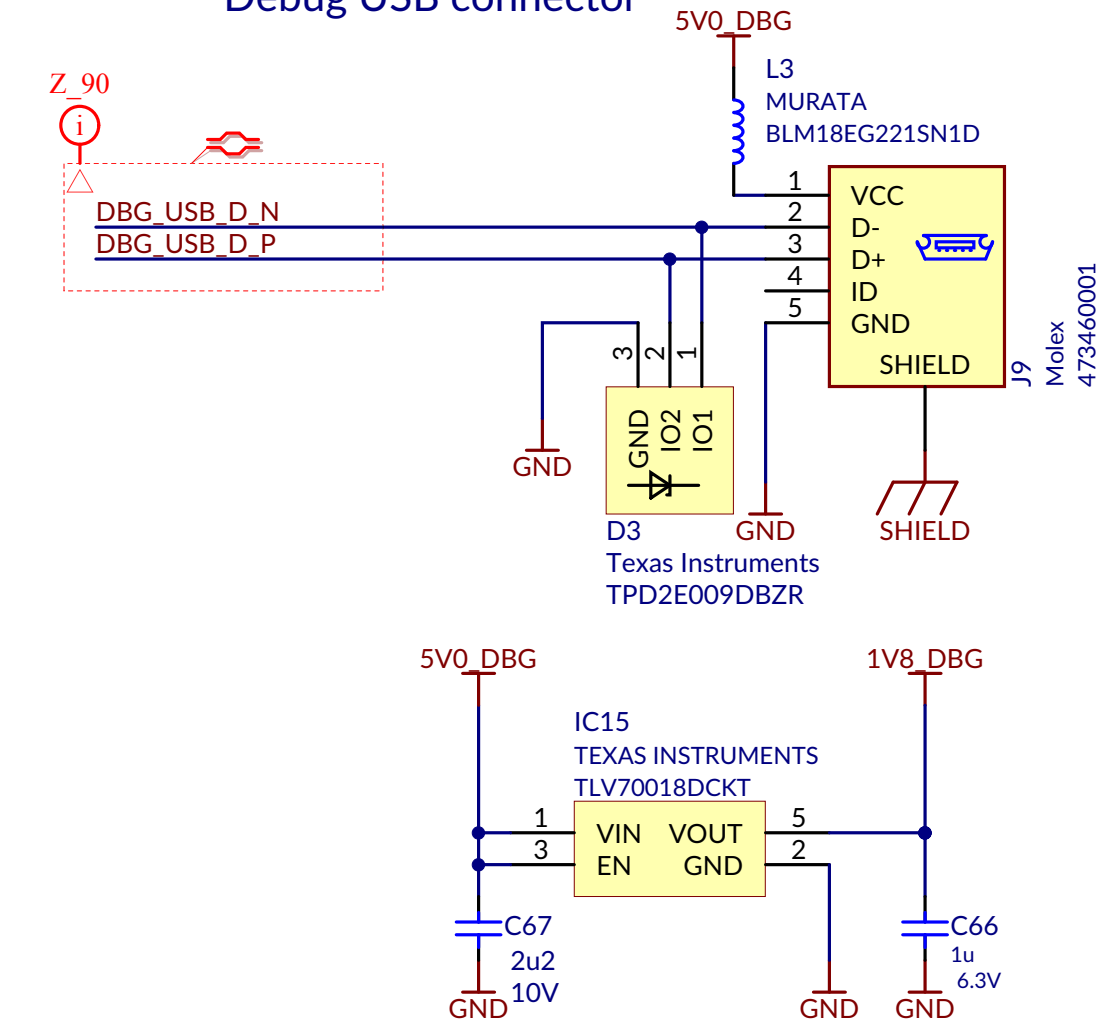 Debug USB connector
5V0_DBG
L3
MURATA
BLM18EG221SN1D
Z_90
i
DBG_USB_D_N
DBG_USB_D_P
1
2
3
4
5
VCC
D-
D+
ID
GND
SHIELD
J9
Molex
473460001
SHIELD
GND
3
2
1
GND
IO2
IO1
GND
D3
Texas Instruments
TPD2E009DBZR
5V0_DBG
1V8_DBG
IC15
TEXAS INSTRUMENTS
TLV70018DCKT
1
3
VIN
EN
VOUT
GND
5
2
C67
2u2
10V
GND
GND
C66
1u
6.3V
GND